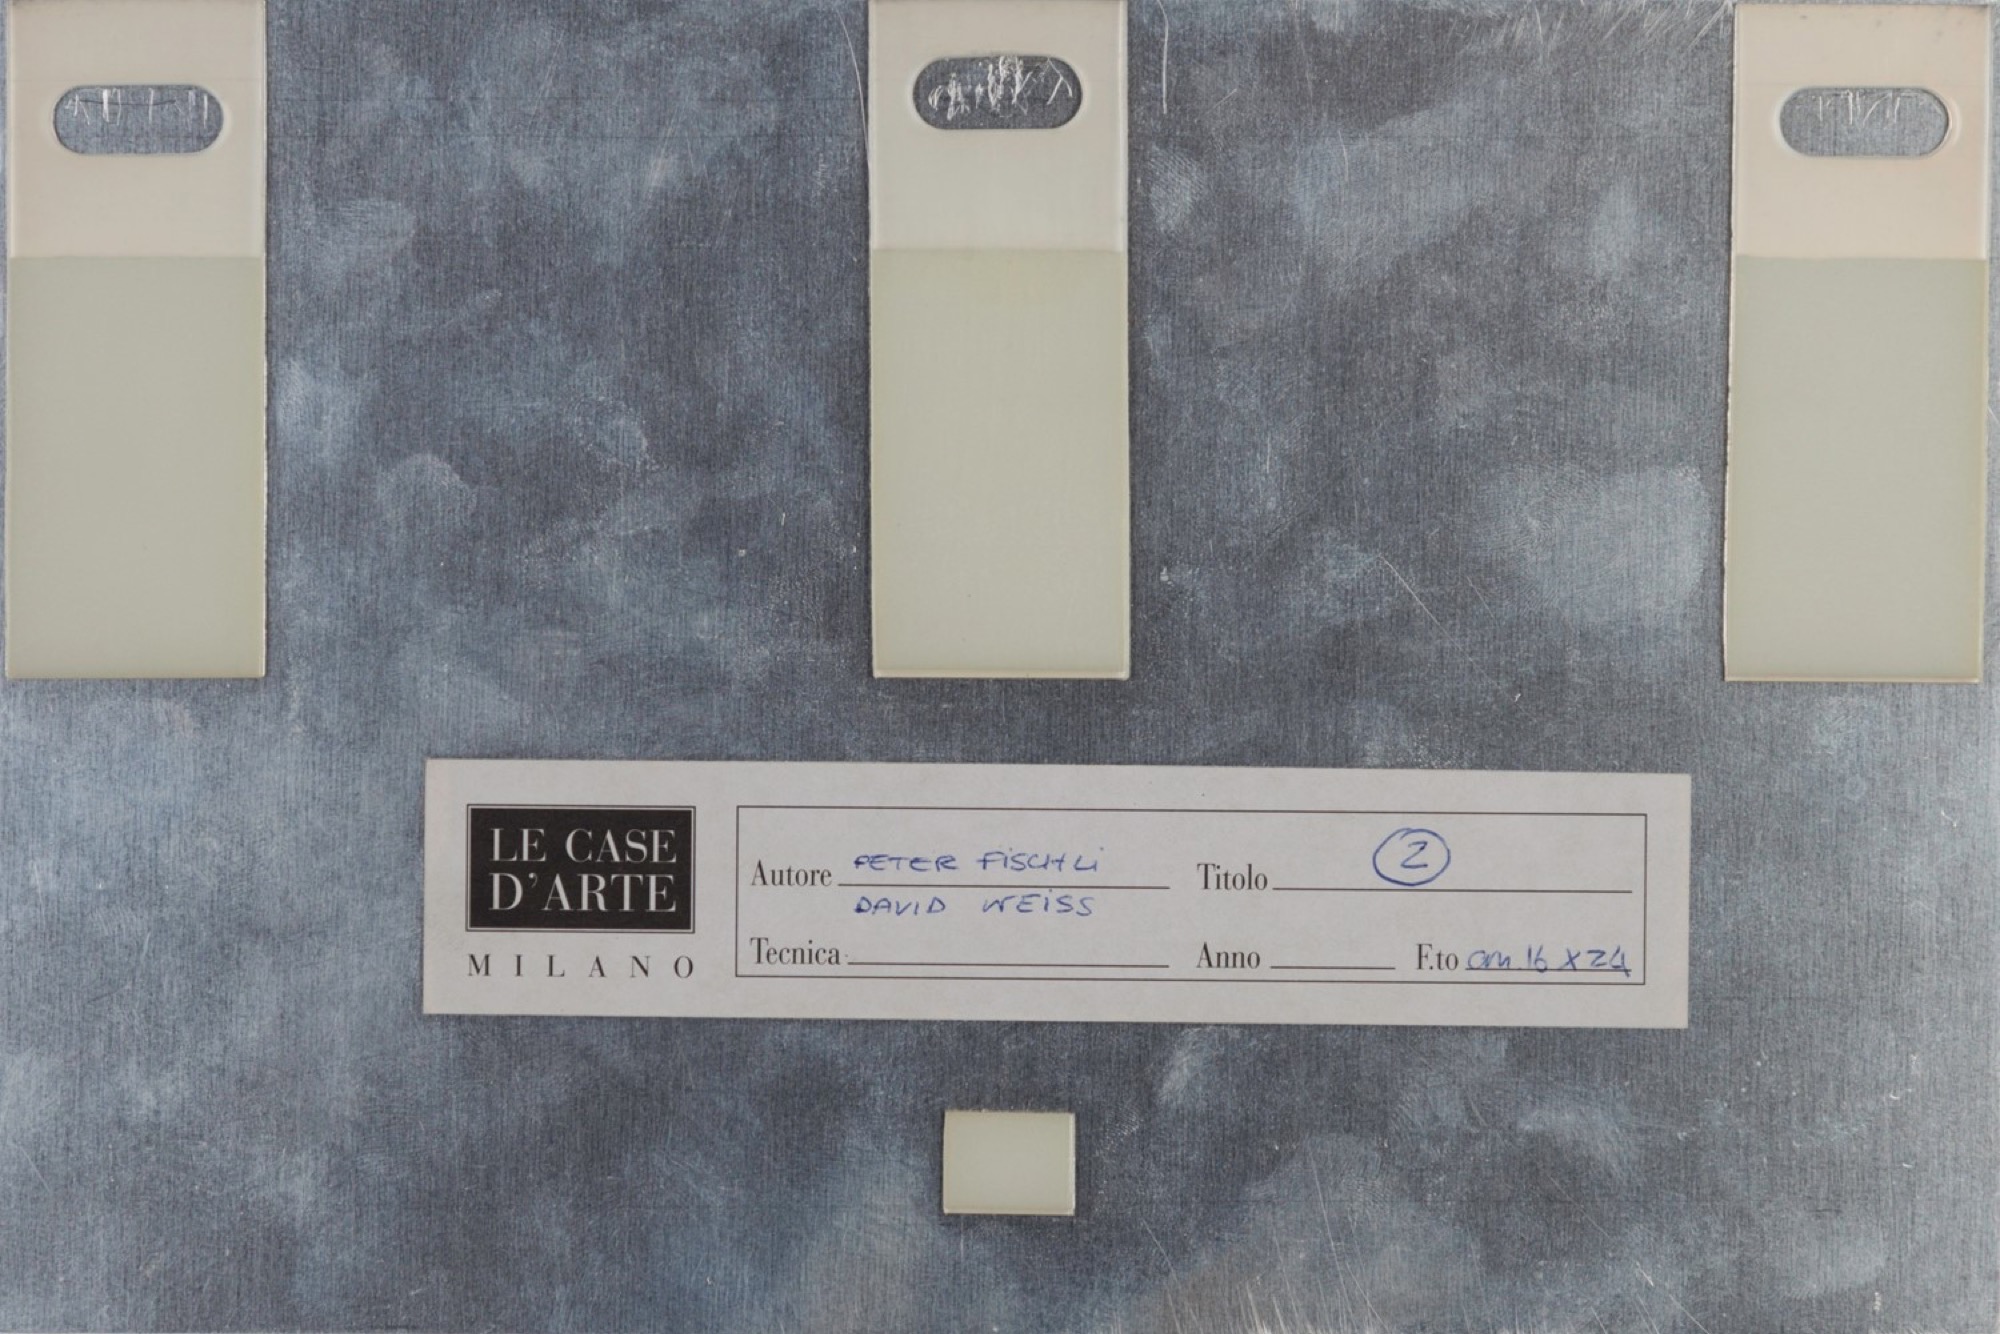 LE CASE
D'ARTE
MILANO
Autore PETER FISCHLI
DAVID WEISS
Titolo 2
Tecnica
Anno
F.to cm 16 x 24